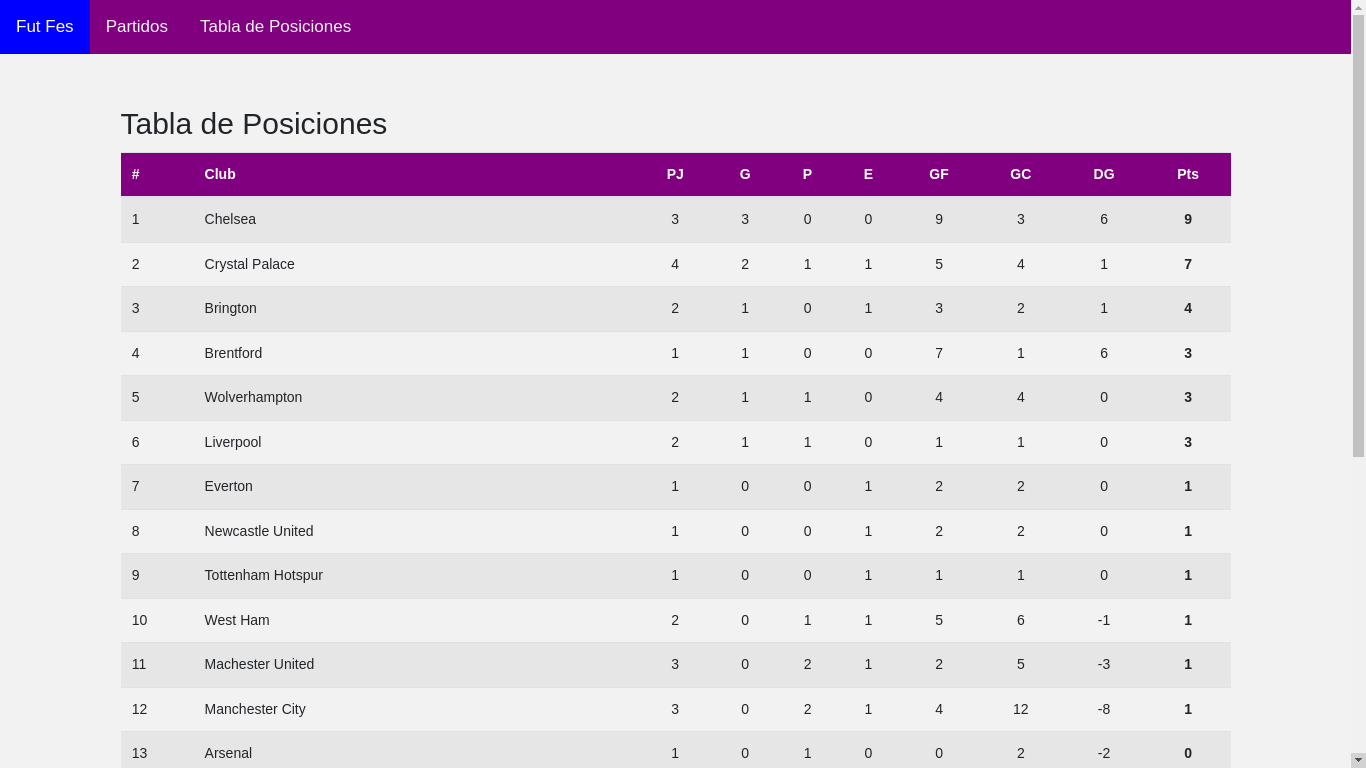 Fut Fes Partidos Tabla de Posiciones
Tabla de Posiciones
# Club PJ G P E GF GC DG Pts
1 Chelsea 3 3 0 0 9 3 6 9
2 Crystal Palace 4 2 1 1 5 4 1 7
3 Brington 2 1 0 1 3 2 1 4
4 Brentford 1 1 0 0 7 1 6 3
5 Wolverhampton 2 1 1 0 4 4 0 3
6 Liverpool 2 1 1 0 1 1 0 3
7 Everton 1 0 0 1 2 2 0 1
8 Newcastle United 1 0 0 1 2 2 0 1
9 Tottenham Hotspur 1 0 0 1 1 1 0 1
10 West Ham 2 0 1 1 5 6 -1 1
11 Machester United 3 0 2 1 2 5 -3 1
12 Manchester City 3 0 2 1 4 12 -8 1
13 Arsenal 1 0 1 0 0 2 -2 0